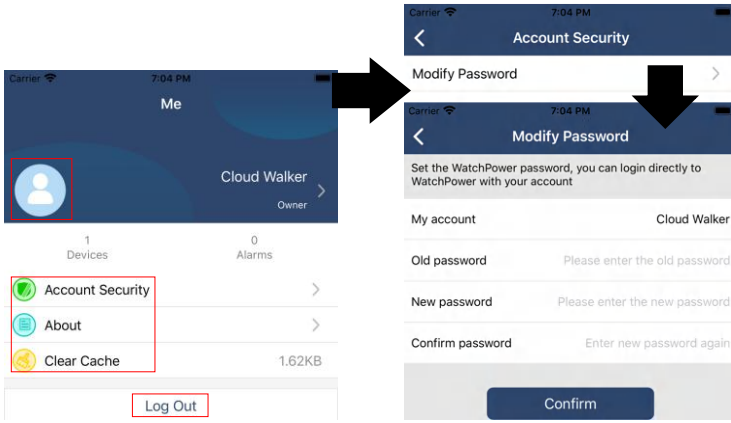 Carrier 7:04 PM
Me
Cloud Walker
Owner
1 0
Devices Alarms
Account Security
About
Clear Cache 1.62KB
Log Out
Carrier 7:04 PM
Account Security
Modify Password
Carrier 7:04 PM
Modify Password
Set the WatchPower password, you can login directly to
WatchPower with your account
My account Cloud Walker
Old password Please enter the old password
New password Please enter the new password
Confirm password Enter new password again
Confirm